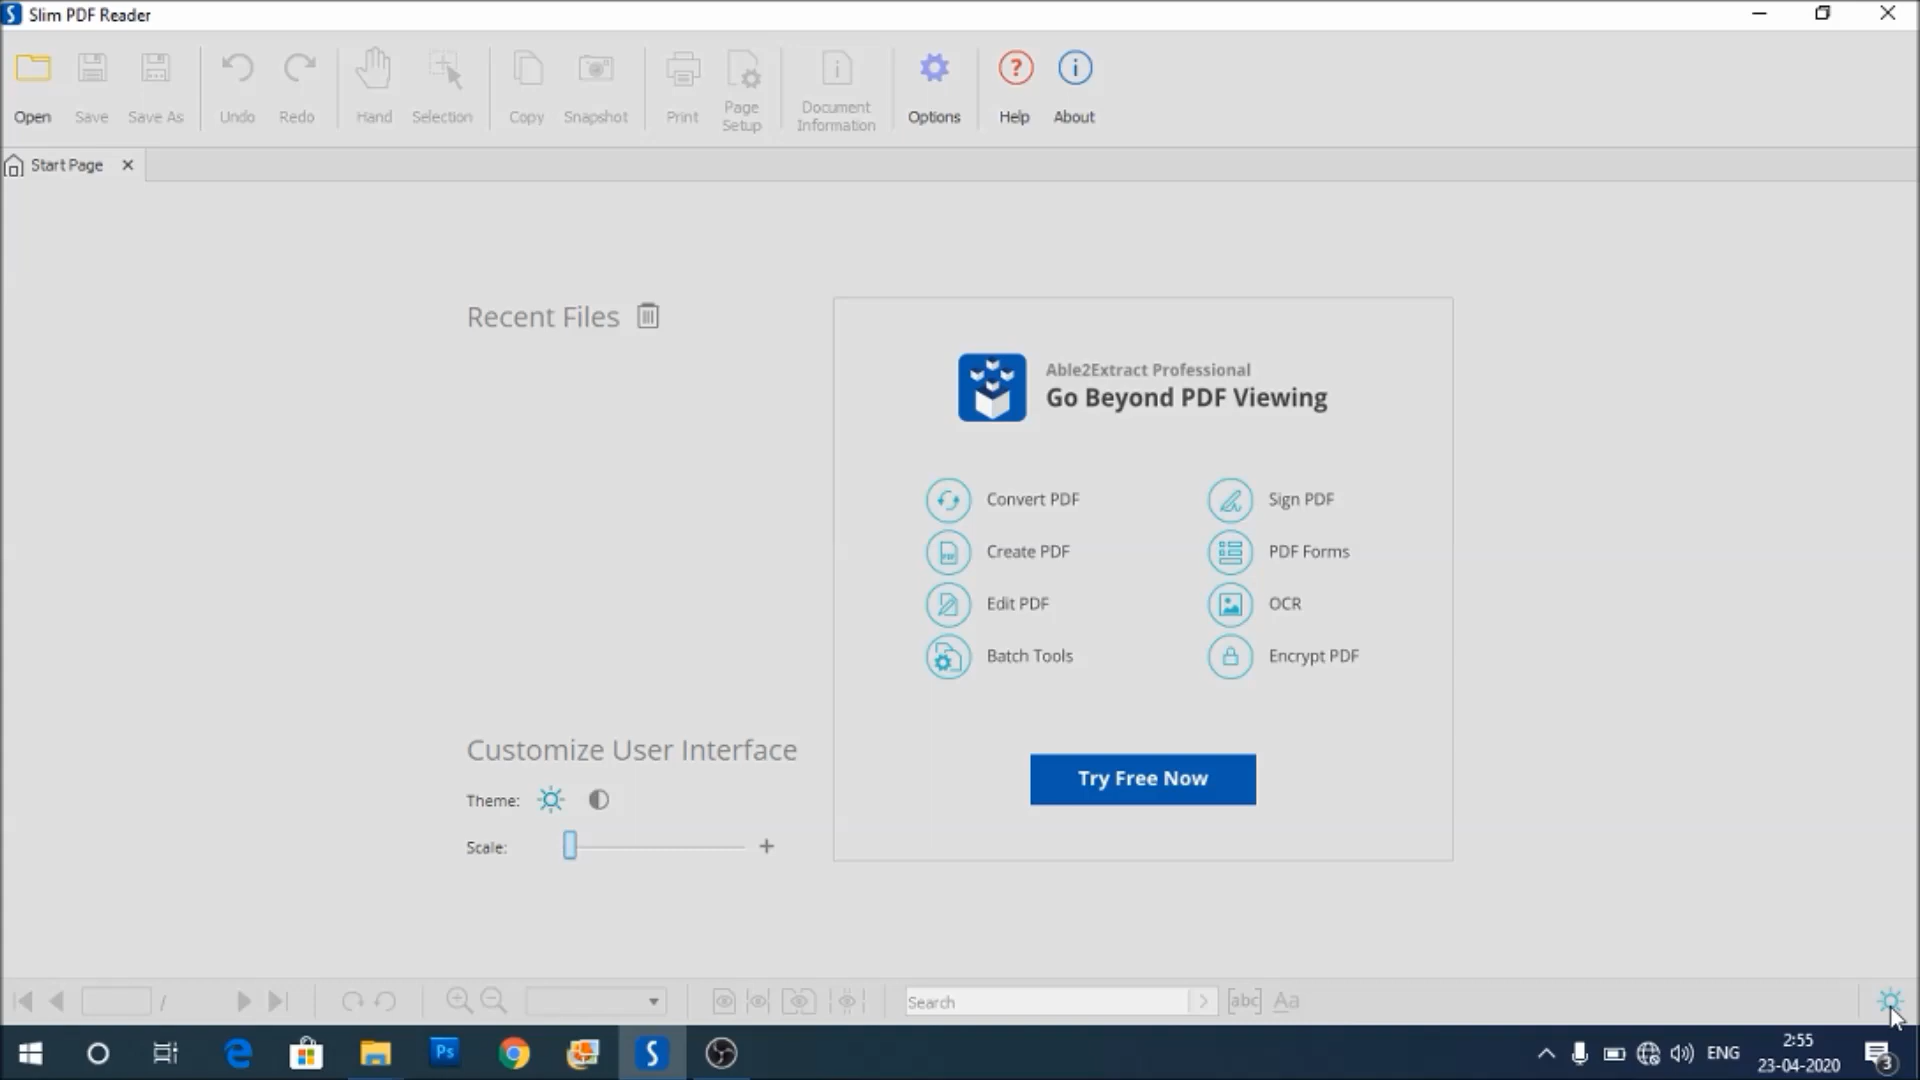 Slim PDF Reader
Open Save Save As Undo Redo Hand Selection Copy Snapshot Print Page Setup Document Information Options Help About
Start Page
Recent Files
Able2Extract Professional
Go Beyond PDF Viewing
Convert PDF Sign PDF
Create PDF PDF Forms
Edit PDF OCR
Batch Tools Encrypt PDF
Try Free Now
Customize User Interface
Theme:
Scale:
/ Search [abc] Aa
Ps S ENG 2:55
23-04-2020 3